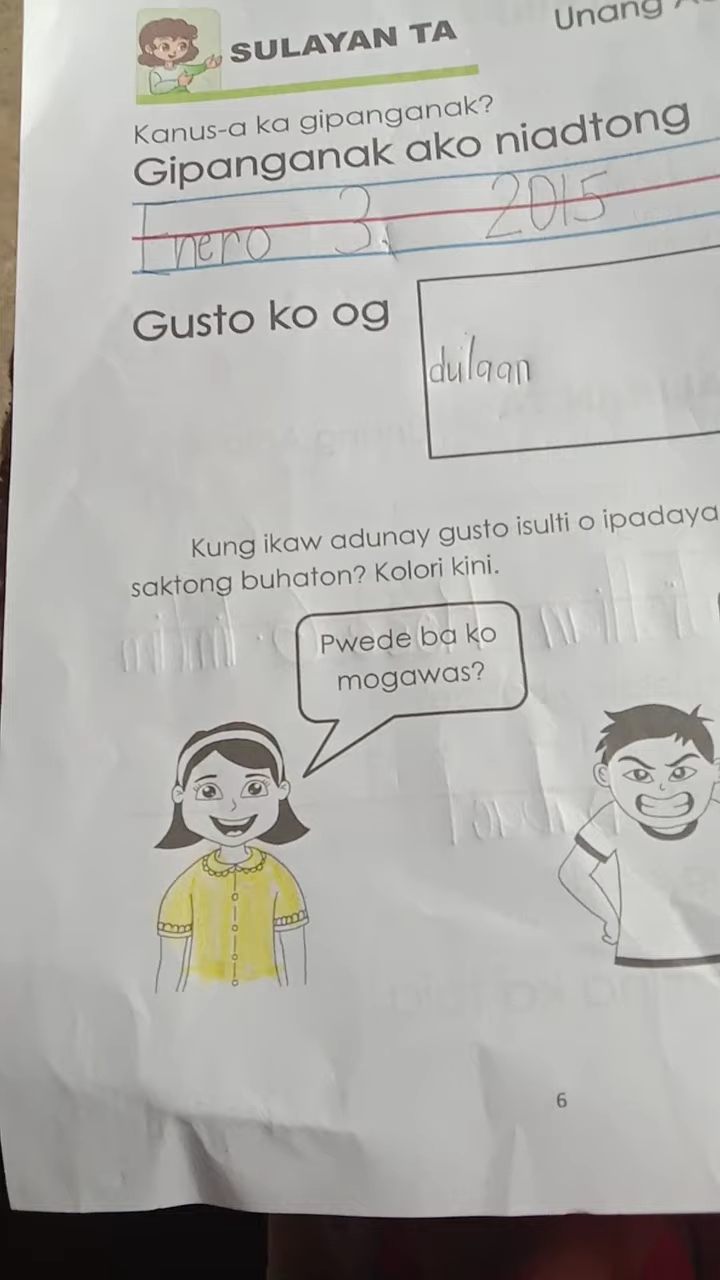 SULAYAN TA
Unang
Kanus-a ka gipanganak?
Gipanganak ako niadtong
Enero 3, 2015
Gusto ko og
dulaan
Kung ikaw adunay gusto isulti o ipadaya
saktong buhaton? Kolori kini.
Pwede ba ko
mogawas?
6